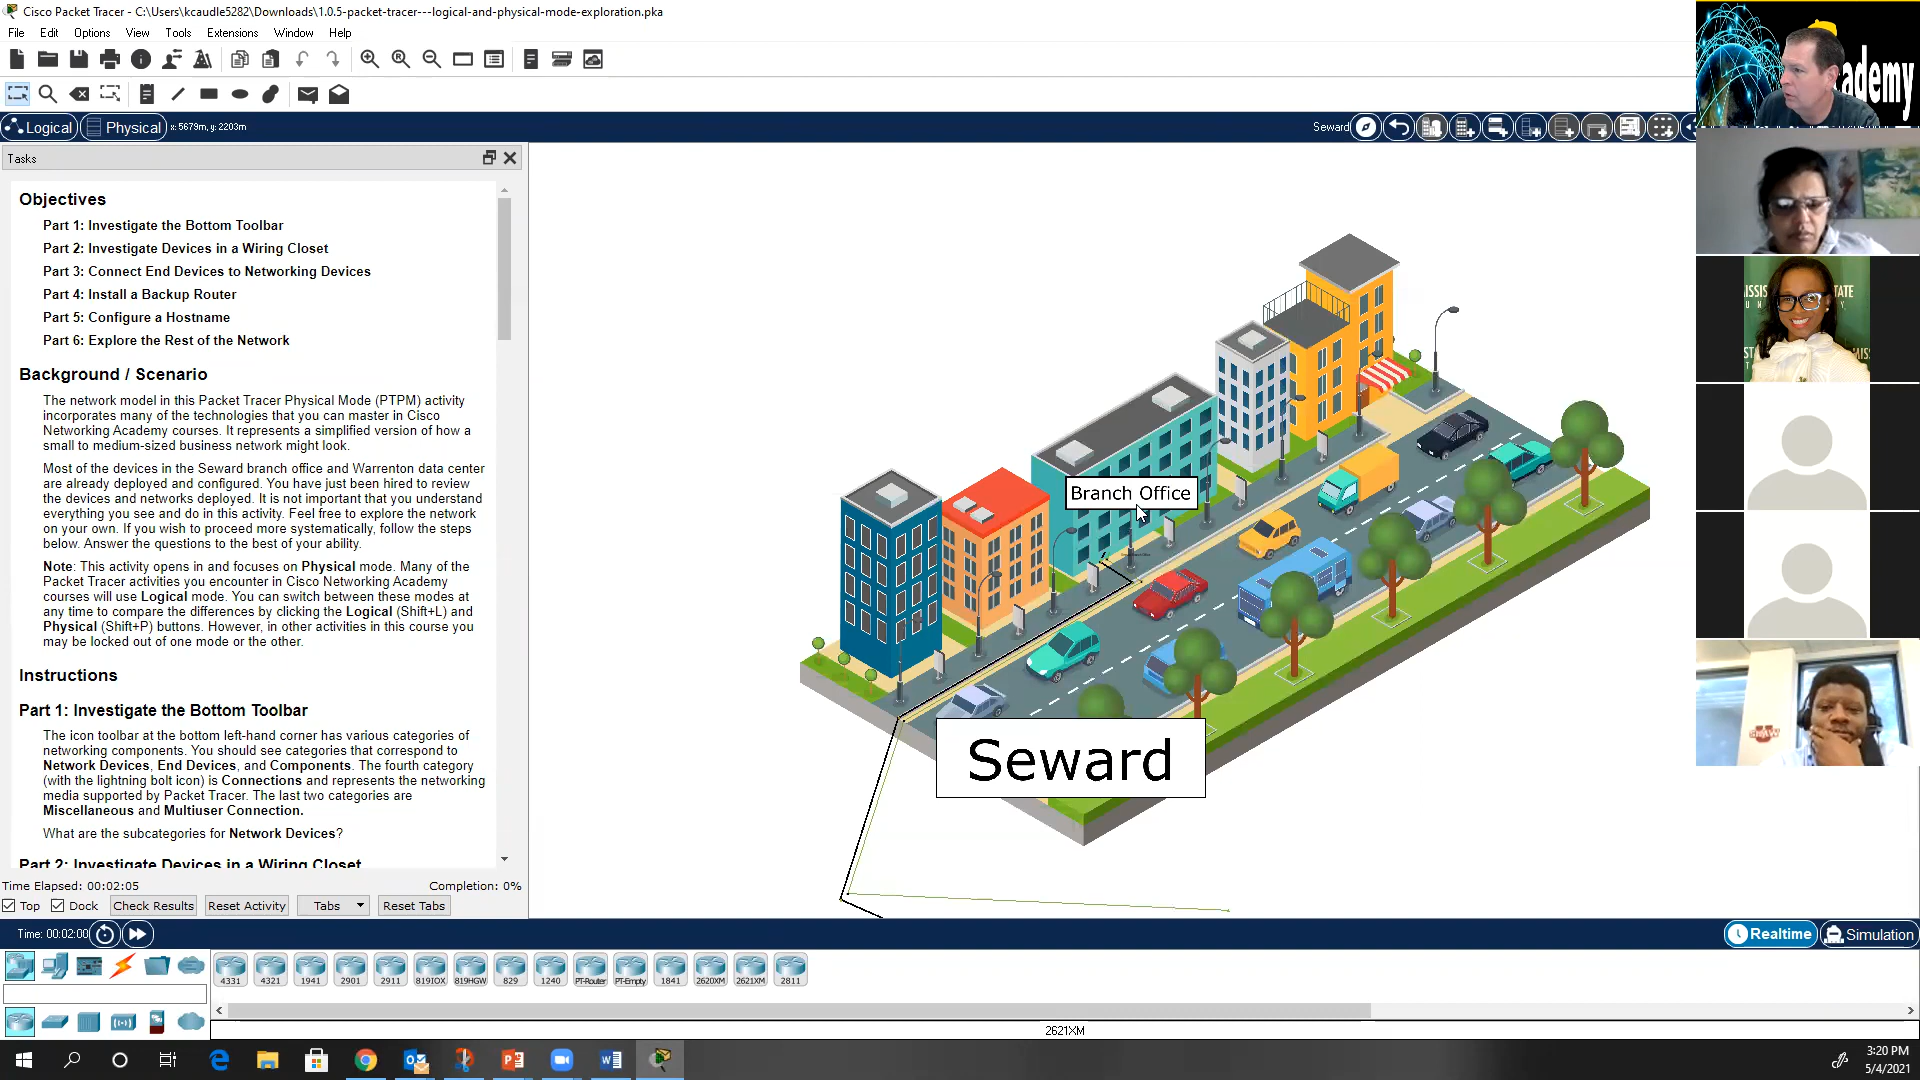 Cisco Packet Tracer - C:\Users\kcaudle5282\Downloads\1.0.5-packet-tracer---logical-and-physical-mode-exploration.pka
File Edit Options View Tools Extensions Window Help
Logical Physical x: 5679m, y: 2203m Seward
Tasks
Objectives
Part 1: Investigate the Bottom Toolbar
Part 2: Investigate Devices in a Wiring Closet
Part 3: Connect End Devices to Networking Devices
Part 4: Install a Backup Router
Part 5: Configure a Hostname
Part 6: Explore the Rest of the Network
Background / Scenario
The network model in this Packet Tracer Physical Mode (PTPM) activity
incorporates many of the technologies that you can master in Cisco
Networking Academy courses. It represents a simplified version of how a
small to medium-sized business network might look.
Most of the devices in the Seward branch office and Warrenton data center
are already deployed and configured. You have just been hired to review
the devices and networks deployed. It is not important that you understand
everything you see and do in this activity. Feel free to explore the network
on your own. If you wish to proceed more systematically, follow the steps
below. Answer the questions to the best of your ability.
Note: This activity opens in and focuses on Physical mode. Many of the
Packet Tracer activities you encounter in Cisco Networking Academy
courses will use Logical mode. You can switch between these modes at
any time to compare the differences by clicking the Logical (Shift+L) and
Physical (Shift+P) buttons. However, in other activities in this course you
may be locked out of one mode or the other.
Instructions
Part 1: Investigate the Bottom Toolbar
The icon toolbar at the bottom left-hand corner has various categories of
networking components. You should see categories that correspond to
Network Devices, End Devices, and Components. The fourth category
(with the lightning bolt icon) is Connections and represents the networking
media supported by Packet Tracer. The last two categories are
Miscellaneous and Multiuser Connection.
What are the subcategories for Network Devices?
Part 2: Investigate Devices in a Wiring Closet
Time Elapsed: 00:02:05 Completion: 0%
Top Dock Check Results Reset Activity Tabs Reset Tabs
Branch Office
Seward
ademy
Time: 00:02:00 Realtime Simulation
4331 4321 1941 2901 2911 819IOX 819HGW 829 1240 PT-Router PT-Empty 1841 2620XM 2621XM 2811
2621XM
3:20 PM
5/4/2021